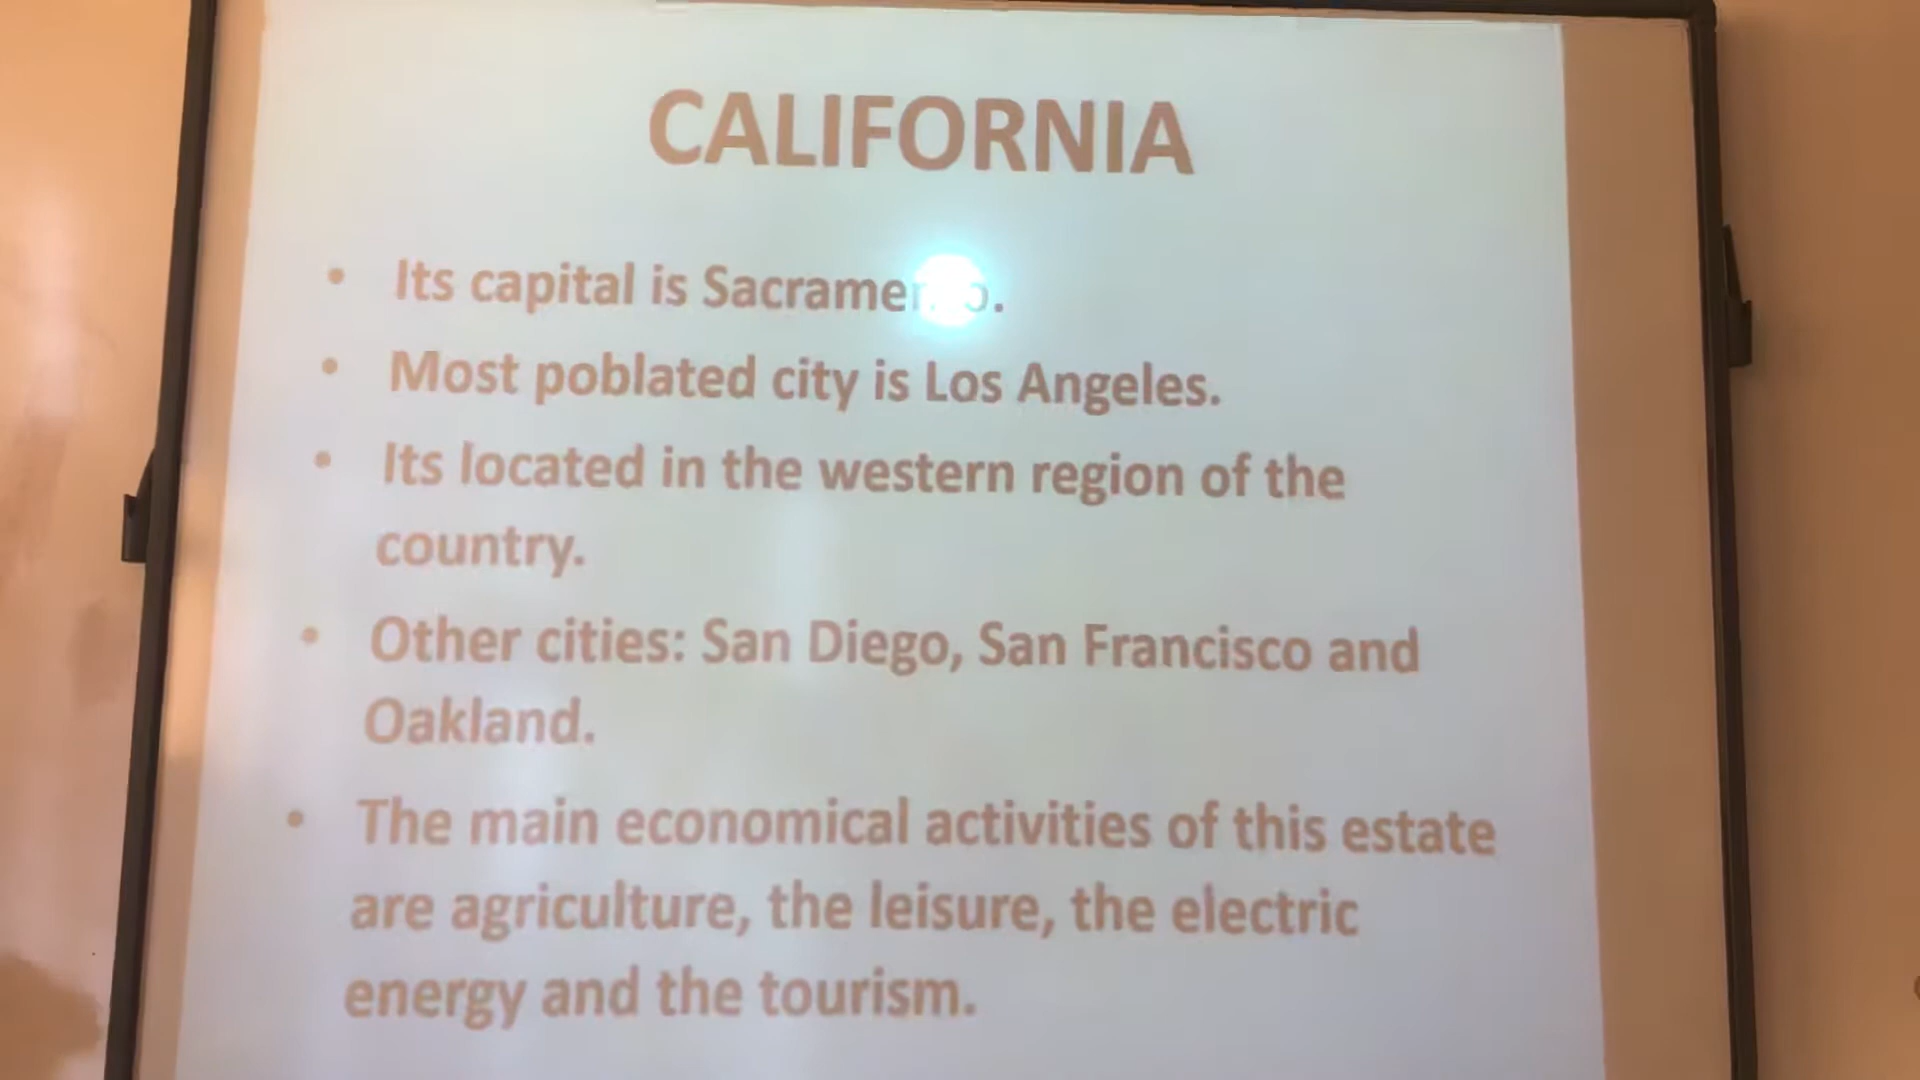 CALIFORNIA
• Its capital is Sacramento.
• Most poblated city is Los Angeles.
• Its located in the western region of the
country.
• Other cities: San Diego, San Francisco and
Oakland.
• The main economical activities of this estate
are agriculture, the leisure, the electric
energy and the tourism.